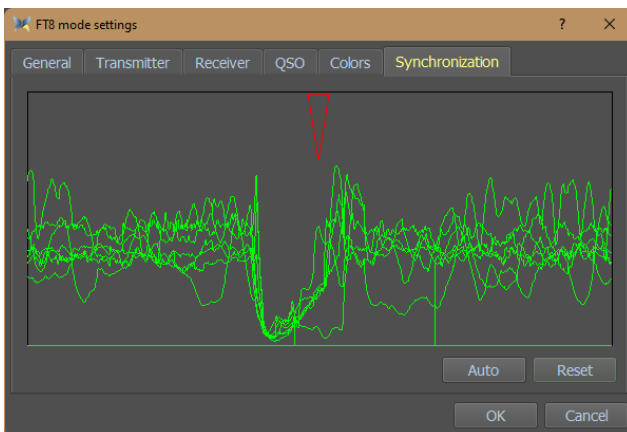 FT8 mode settings ? ×
General Transmitter Receiver QSO Colors Synchronization
Auto Reset
OK Cancel